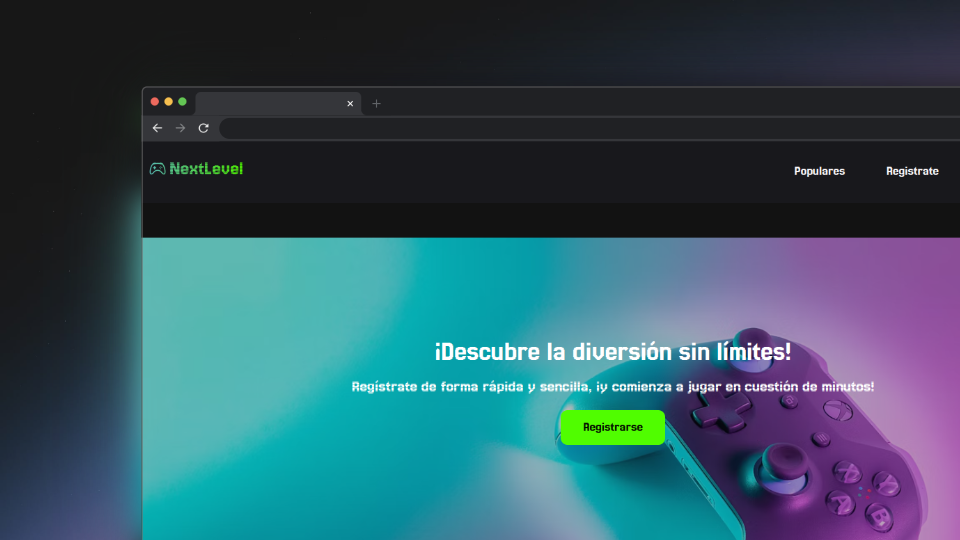 NextLevel
Populares
Registrate
¡Descubre la diversión sin límites!
Regístrate de forma rápida y sencilla, ¡y comienza a jugar en cuestión de minutos!
Registrarse
X
Y
A
B